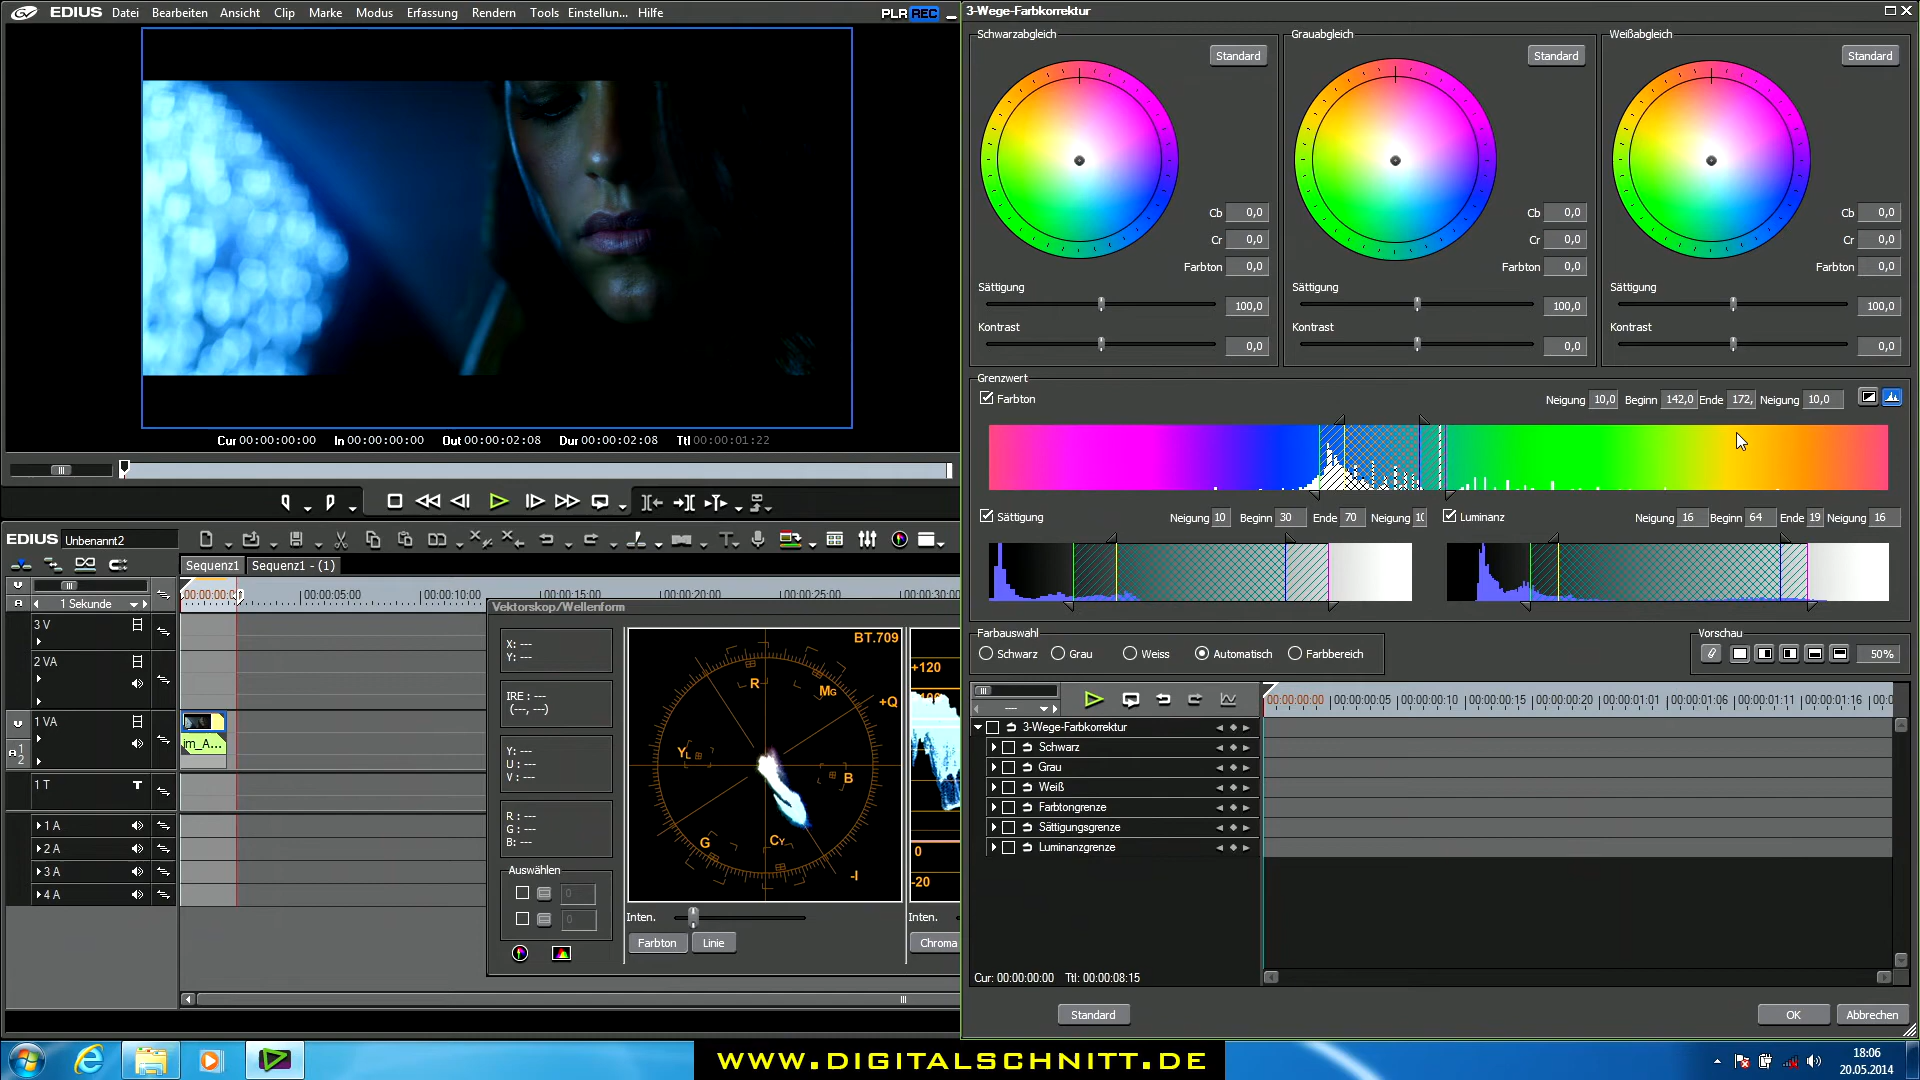 EDIUS Datei Bearbeiten Ansicht Clip Marke Modus Erfassung Rendern Tools Einstellun... Hilfe PLR REC
Cur 00:00:00:00 In 00:00:00:00 Out 00:00:02:08 Dur 00:00:02:08 Ttl 00:00:01:22
EDIUS Unbenannt2
Sequenz1 Sequenz1 - (1)
1 Sekunde
00:00:05:00 00:00:10:00 00:00:15:00 00:00:20:00 00:00:25:00
3 V
2 VA
1 VA
im_A...
1 T
1 A
2 A
3 A
4 A
Vektorskop/Wellenform
X: ---
Y: ---
IRE : ---
(---, ---)
Y: ---
U : ---
V : ---
R : ---
G : ---
B: ---
Auswählen
0
0
BT.709
R
MG
+Q
YL
B
G
CY
-I
Inten.
Farbton Linie
+120
0
-20
Inten.
Chroma
3-Wege-Farbkorrektur
Schwarzabgleich
Standard
Cb 0,0
Cr 0,0
Farbton 0,0
Sättigung
100,0
Kontrast
0,0
Grauabgleich
Standard
Cb 0,0
Cr 0,0
Farbton 0,0
Sättigung
100,0
Kontrast
0,0
Weißabgleich
Standard
Cb 0,0
Cr 0,0
Farbton 0,0
Sättigung
100,0
Kontrast
0,0
Grenzwert
Farbton Neigung 10,0 Beginn 142,0 Ende 172, Neigung 10,0
Sättigung Neigung 10 Beginn 30 Ende 70 Neigung
Luminanz Neigung 16 Beginn 64 Ende 19 Neigung 16
Farbauswahl
Schwarz Grau Weiss Automatisch Farbbereich
Vorschau
50%
00:00:00:00 00:00:00:05 00:00:00:10 00:00:00:15 00:00:00:20 00:00:01:01 00:00:01:06 00:00:01:11 00:00:01:16
3-Wege-Farbkorrektur
Schwarz
Grau
Weiß
Farbtongrenze
Sättigungsgrenze
Luminanzgrenze
Cur: 00:00:00:00 Ttl: 00:00:08:15
Standard OK Abbrechen
WWW.DIGITALSCHNITT.DE
18:06
20.05.2014